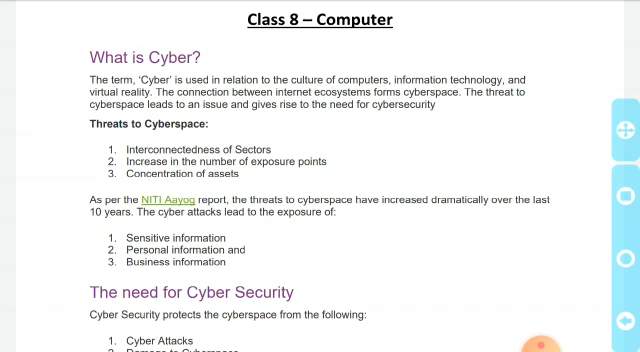 Class 8 – Computer
What is Cyber?
The term, 'Cyber' is used in relation to the culture of computers, information technology, and
virtual reality. The connection between internet ecosystems forms cyberspace. The threat to
cyberspace leads to an issue and gives rise to the need for cybersecurity
Threats to Cyberspace:
1. Interconnectedness of Sectors
2. Increase in the number of exposure points
3. Concentration of assets
As per the NITI Aayog report, the threats to cyberspace have increased dramatically over the last
10 years. The cyber attacks lead to the exposure of:
1. Sensitive information
2. Personal information and
3. Business information
The need for Cyber Security
Cyber Security protects the cyberspace from the following:
1. Cyber Attacks